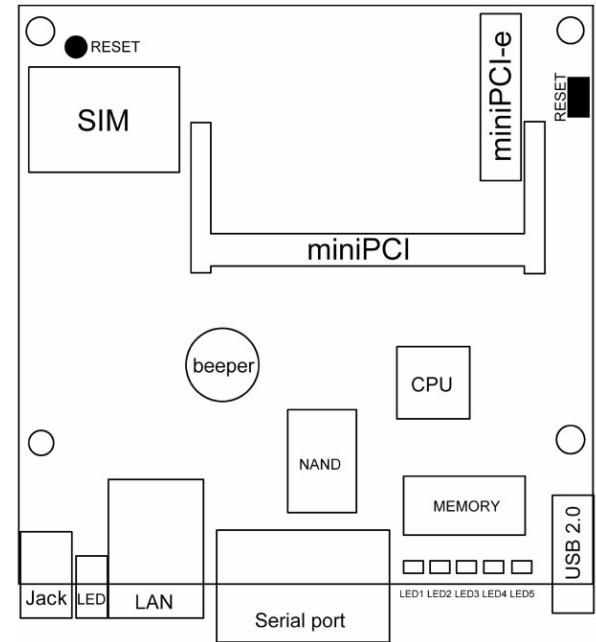 RESET
SIM
miniPCI-e
RESET
miniPCI
beeper
CPU
NAND
MEMORY
USB 2.0
LED1 LED2 LED3 LED4 LED5
Jack
LED
LAN
Serial port